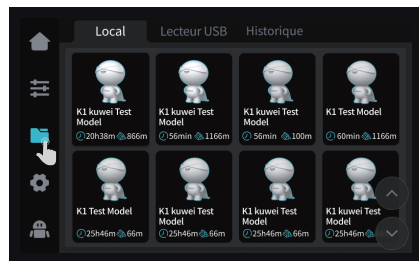 Local Lecteur USB Historique
K1 kuwei Test Model
20h38m 866m
K1 kuwei Test Model
56min 1166m
K1 kuwei Test Model
56min 100m
K1 Test Model
60min 1166m
K1 Test Model
25h46m 66m
K1 kuwei Test Model
25h46m 66m
K1 kuwei Test Model
25h46m 66m
K1 kuwei Test Model
25h46m